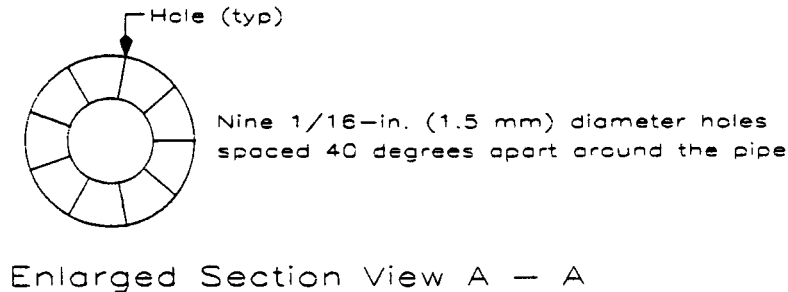 Hole (typ)
Nine 1/16-in. (1.5 mm) diameter holes
spaced 40 degrees apart around the pipe
Enlarged Section View A - A